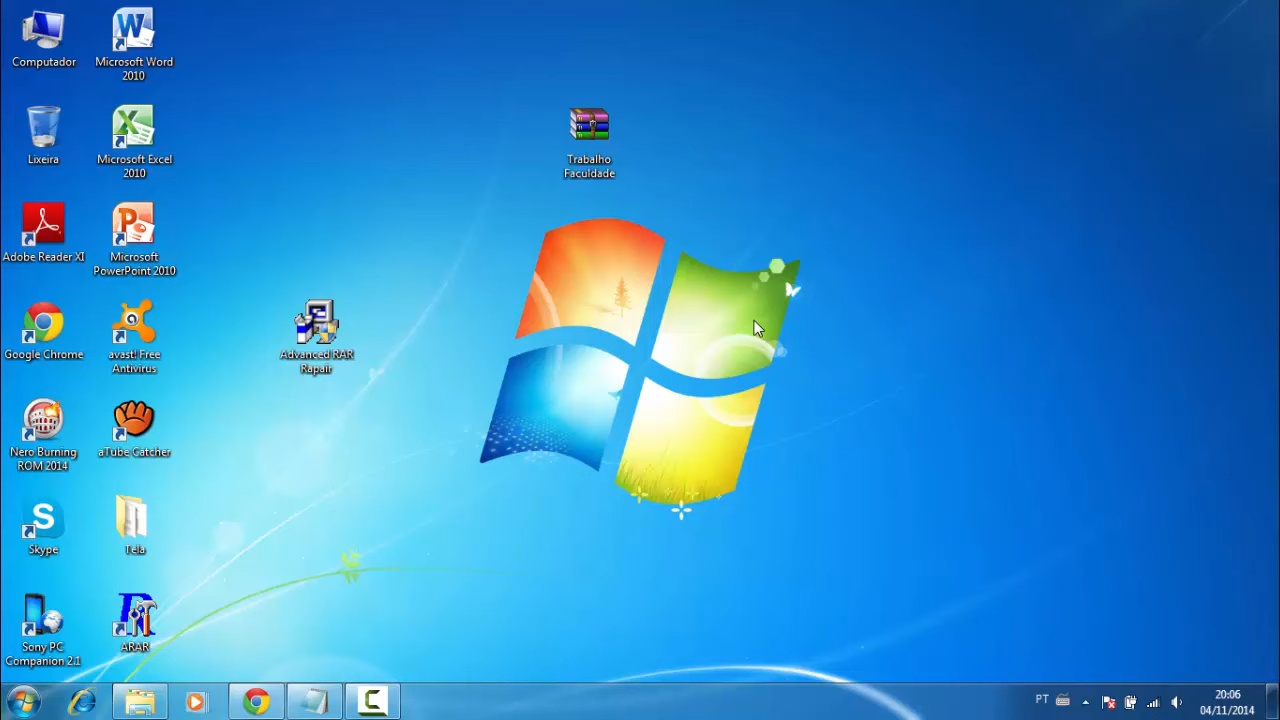 Computador
Microsoft Word
2010
Lixeira
Microsoft Excel
2010
Adobe Reader XI
Microsoft
PowerPoint 2010
Google Chrome
avast! Free
Antivirus
Nero Burning
ROM 2014
aTube Catcher
Skype
Tela
Sony PC
Companion 2.1
ARAR
Advanced RAR
Rapair
Trabalho
Faculdade
PT
20:06
04/11/2014